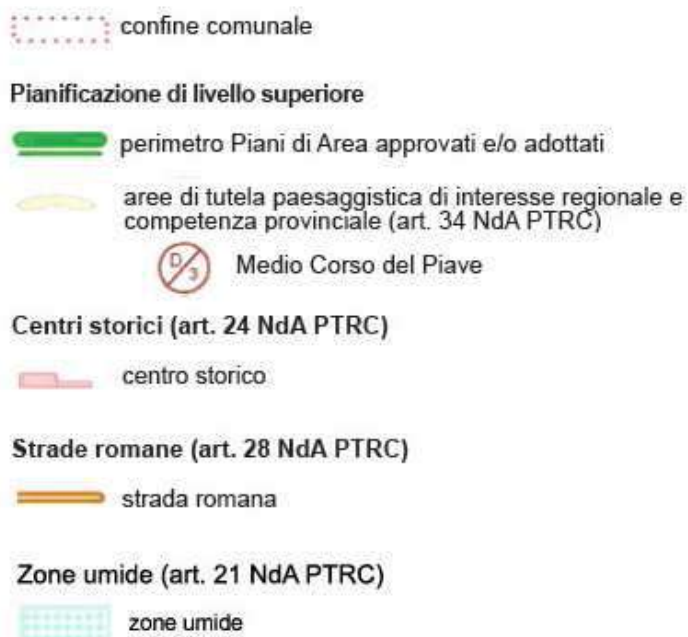 confine comunale
Pianificazione di livello superiore
perimetro Piani di Area approvati e/o adottati
aree di tutela paesaggistica di interesse regionale e
competenza provinciale (art. 34 NdA PTRC)
D/3 Medio Corso del Piave
Centri storici (art. 24 NdA PTRC)
centro storico
Strade romane (art. 28 NdA PTRC)
strada romana
Zone umide (art. 21 NdA PTRC)
zone umide